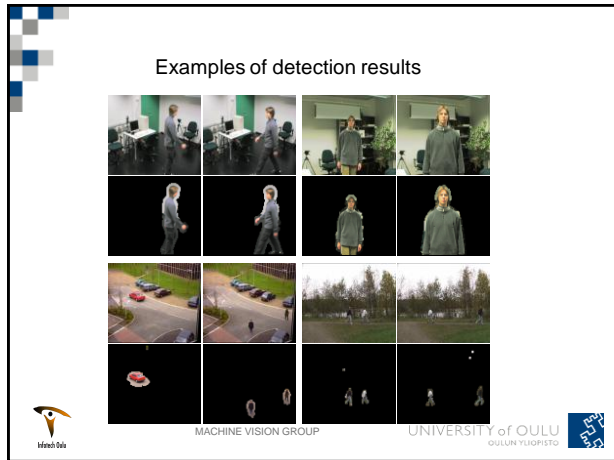 Examples of detection results
Infotech Oulu
MACHINE VISION GROUP
UNIVERSITY of OULU
OULUN YLIOPISTO